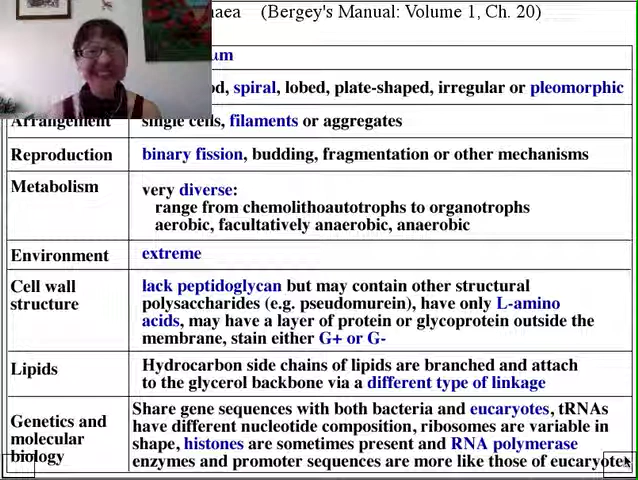 naea (Bergey's Manual: Volume 1, Ch. 20)
um
od, spiral, lobed, plate-shaped, irregular or pleomorphic
Arrangement single cells, filaments or aggregates
Reproduction binary fission, budding, fragmentation or other mechanisms
Metabolism very diverse:
range from chemolithoautotrophs to organotrophs
aerobic, facultatively anaerobic, anaerobic
Environment extreme
Cell wall structure lack peptidoglycan but may contain other structural
polysaccharides (e.g. pseudomurein), have only L-amino
acids, may have a layer of protein or glycoprotein outside the
membrane, stain either G+ or G-
Lipids Hydrocarbon side chains of lipids are branched and attach
to the glycerol backbone via a different type of linkage
Genetics and molecular biology Share gene sequences with both bacteria and eucaryotes, tRNAs
have different nucleotide composition, ribosomes are variable in
shape, histones are sometimes present and RNA polymerase
enzymes and promoter sequences are more like those of eucaryotes